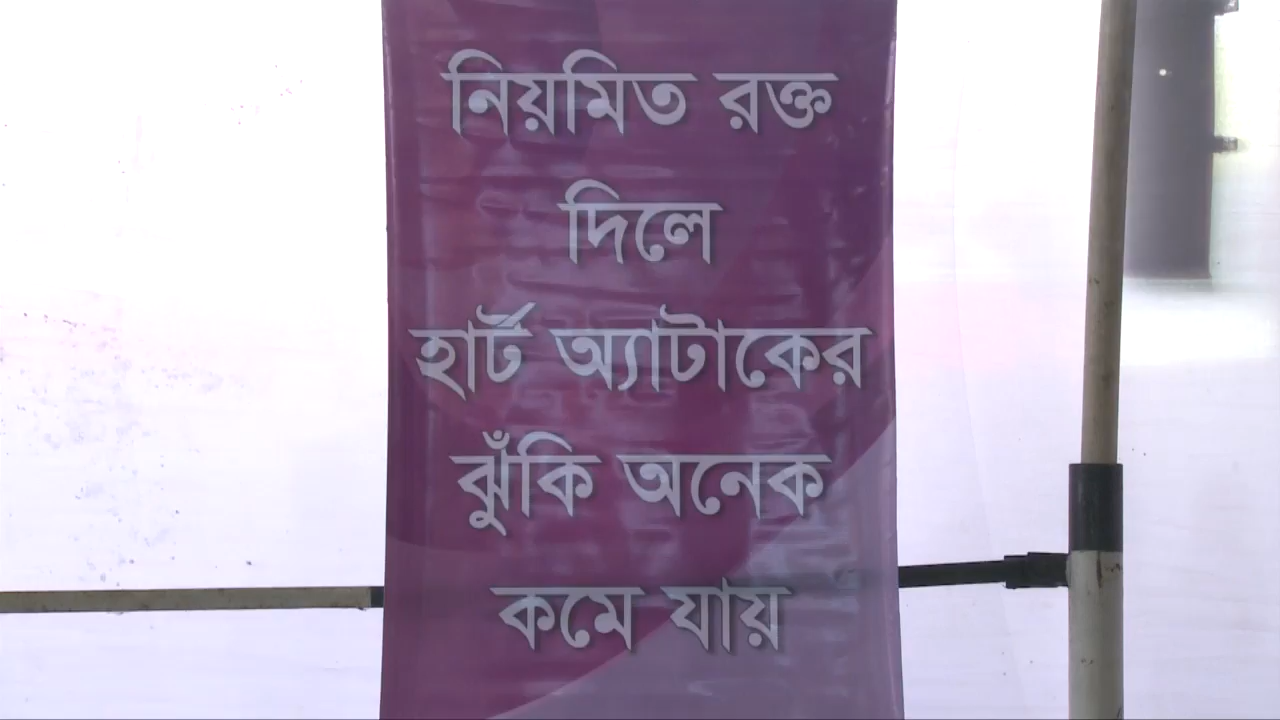 নিয়মিত রক্ত
দিলে
হার্ট অ্যাটাকের
ঝুঁকি অনেক
কমে যায়